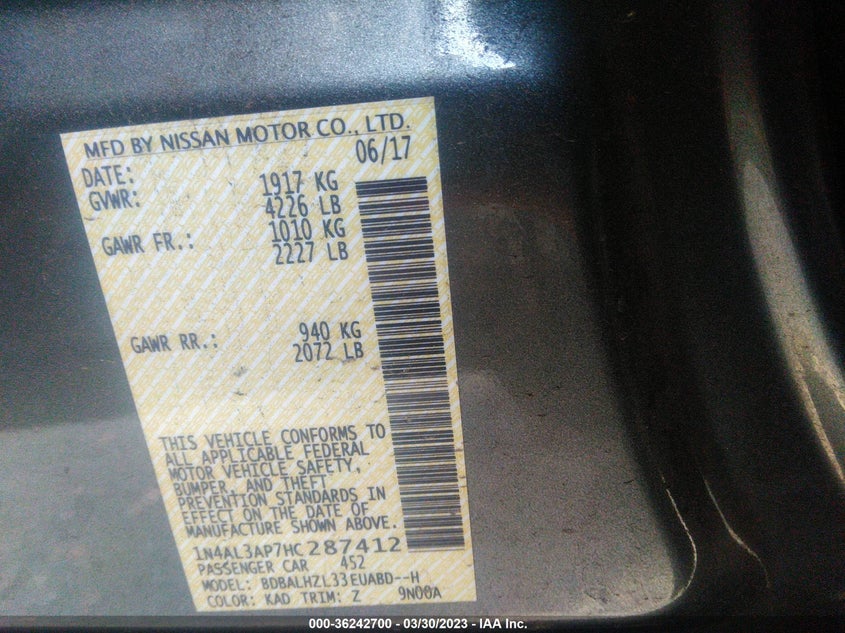 MFD BY NISSAN MOTOR CO., LTD.
DATE: 06/17
GVWR: 1917 KG
4226 LB
GAWR FR.: 1010 KG
2227 LB
GAWR RR.: 940 KG
2072 LB
THIS VEHICLE CONFORMS TO
ALL APPLICABLE FEDERAL
MOTOR VEHICLE SAFETY,
BUMPER, AND THEFT
PREVENTION STANDARDS IN
EFFECT ON THE DATE OF
MANUFACTURE SHOWN ABOVE.
1N4AL3AP7HC287412
PASSENGER CAR 452
MODEL: BDBALHZL33EUABD--H
COLOR: KAD TRIM: Z 9N00A
000-36242700 - 03/30/2023 - IAA Inc.